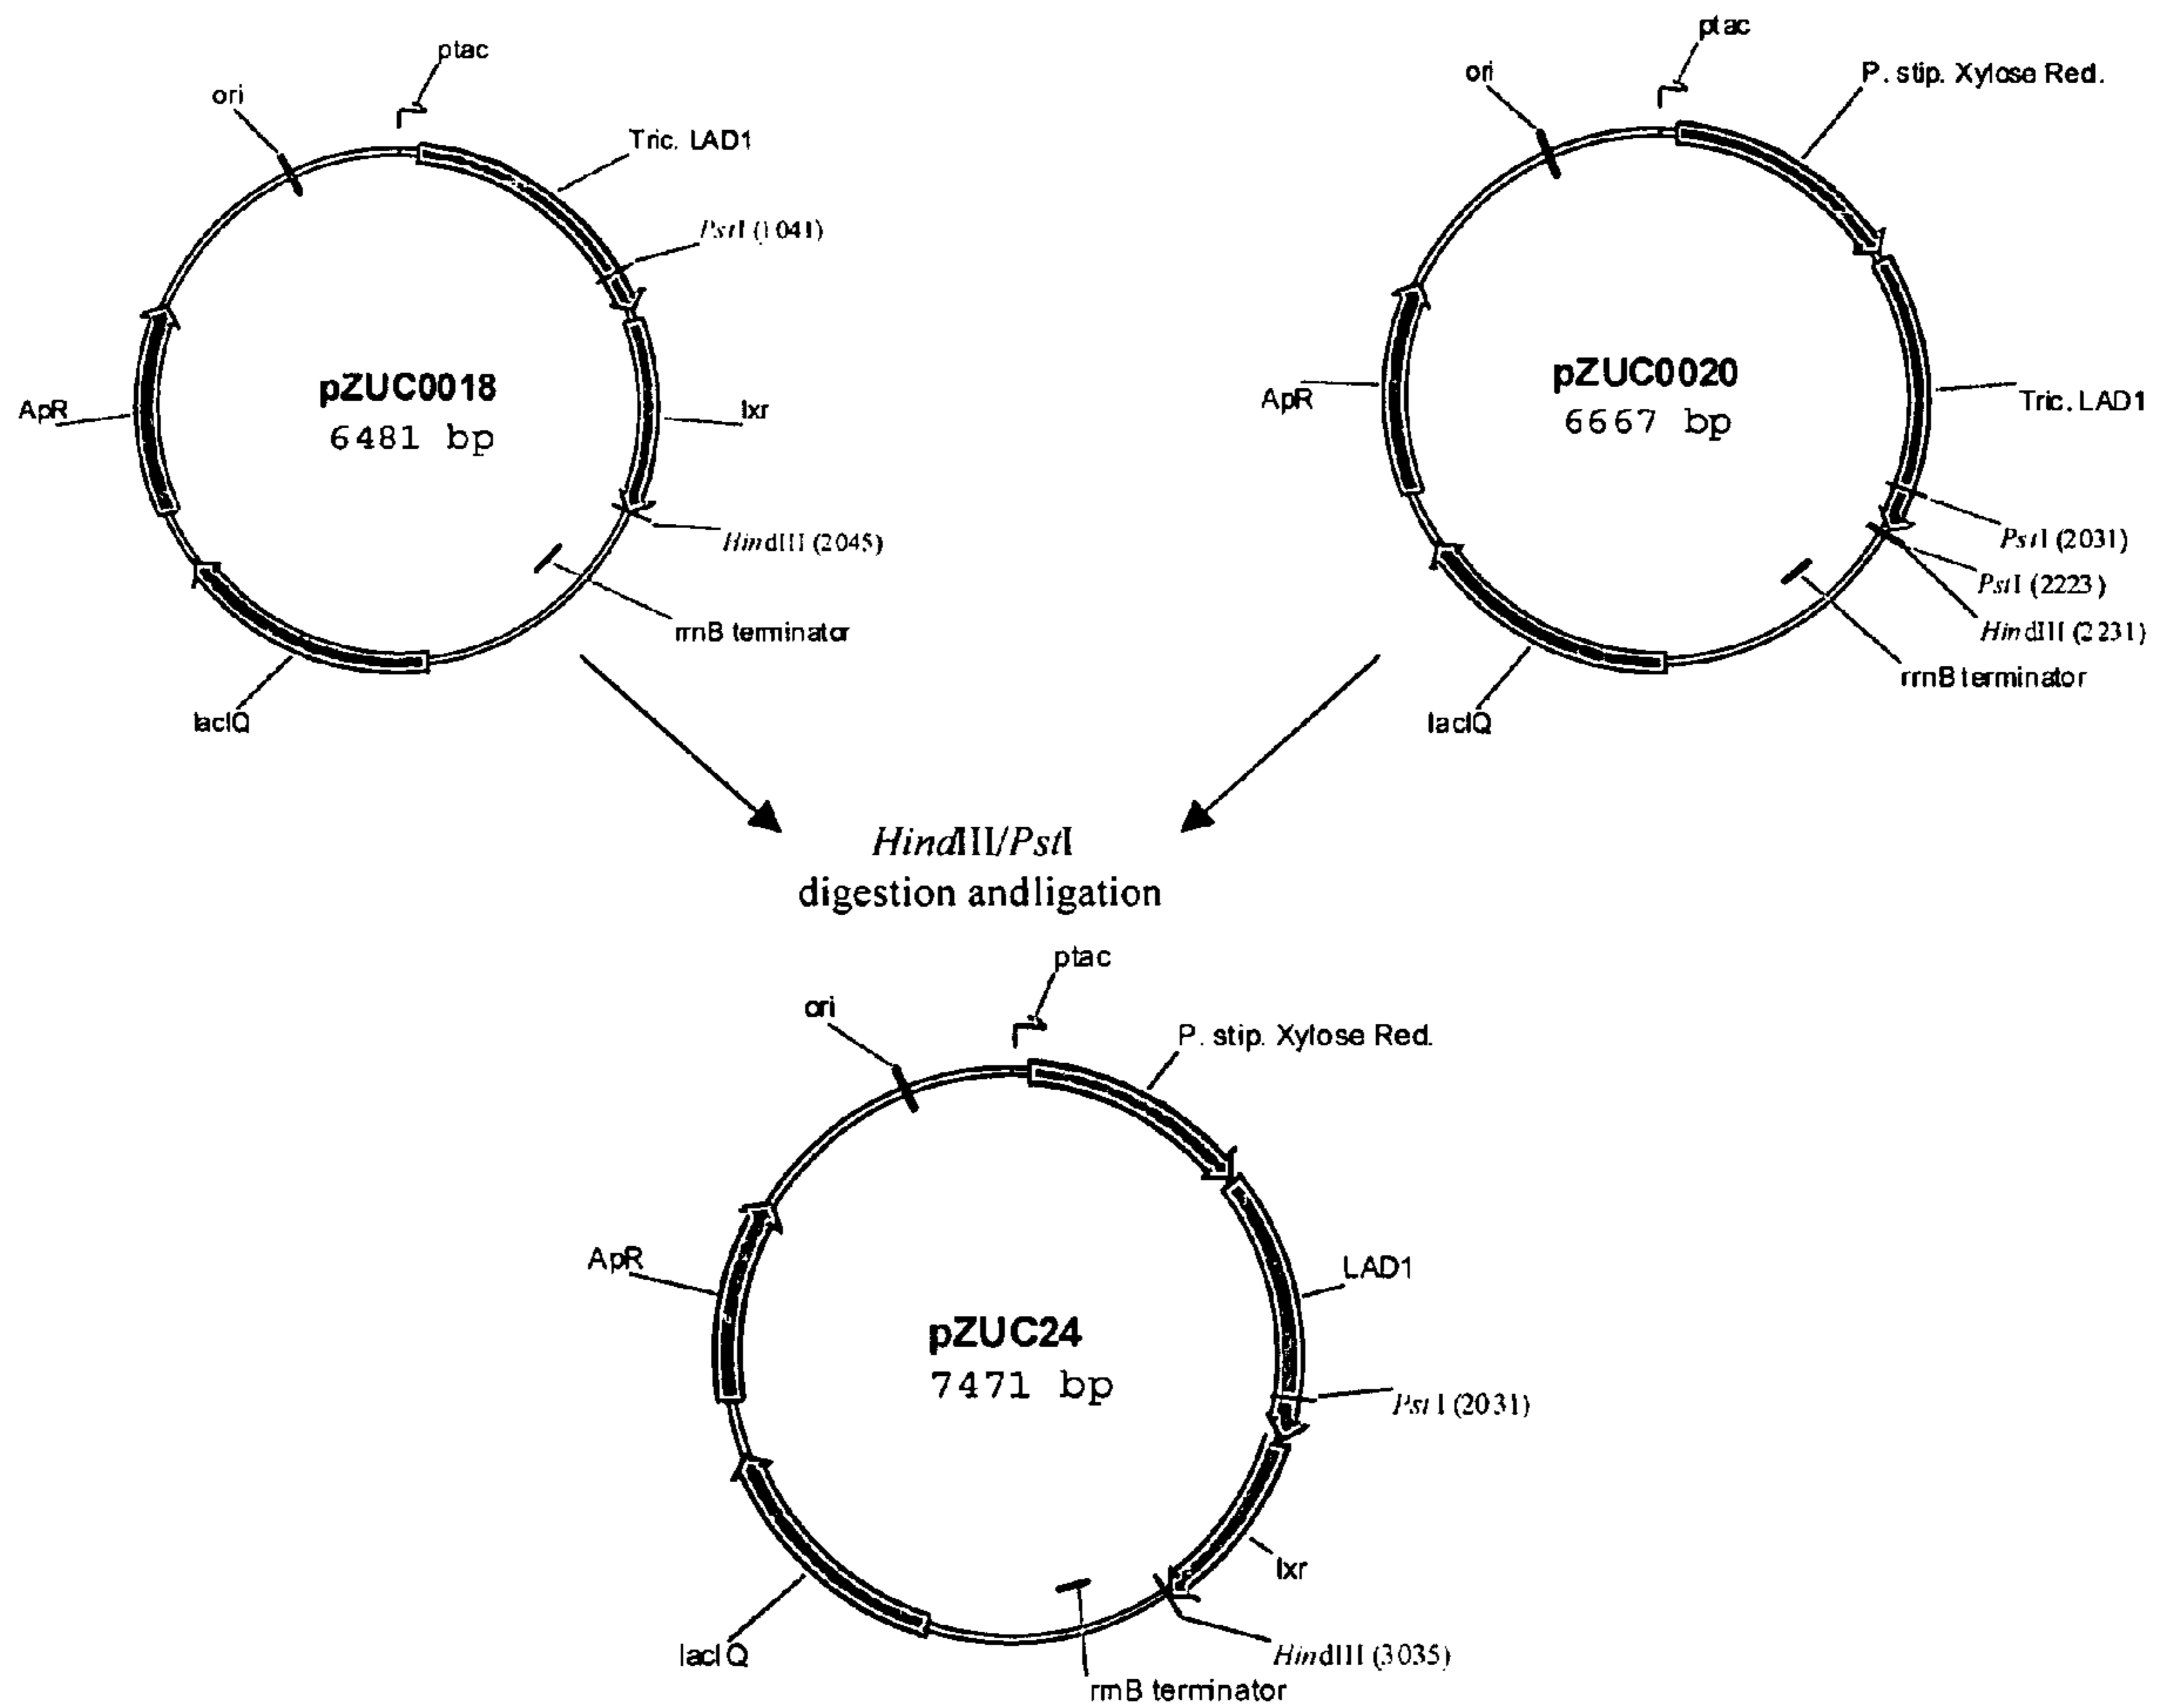 ptac
ori
Tric. LAD1
PstI (1041)
pZUC0018
6481 bp
ApR
lxr
HindIII (2045)
rrnB terminator
lacIQ
ptac
ori
P. stip. Xylose Red.
pZUC0020
6667 bp
ApR
Tric. LAD1
PstI (2031)
PstI (2223)
HindIII (2231)
rrnB terminator
lacIQ
HindIII/PstI
digestion andligation
ptac
ori
P. stip. Xylose Red.
ApR
LAD1
pZUC24
7471 bp
Pst I (2031)
lxr
lacI Q
HindIII (3035)
rrnB terminator